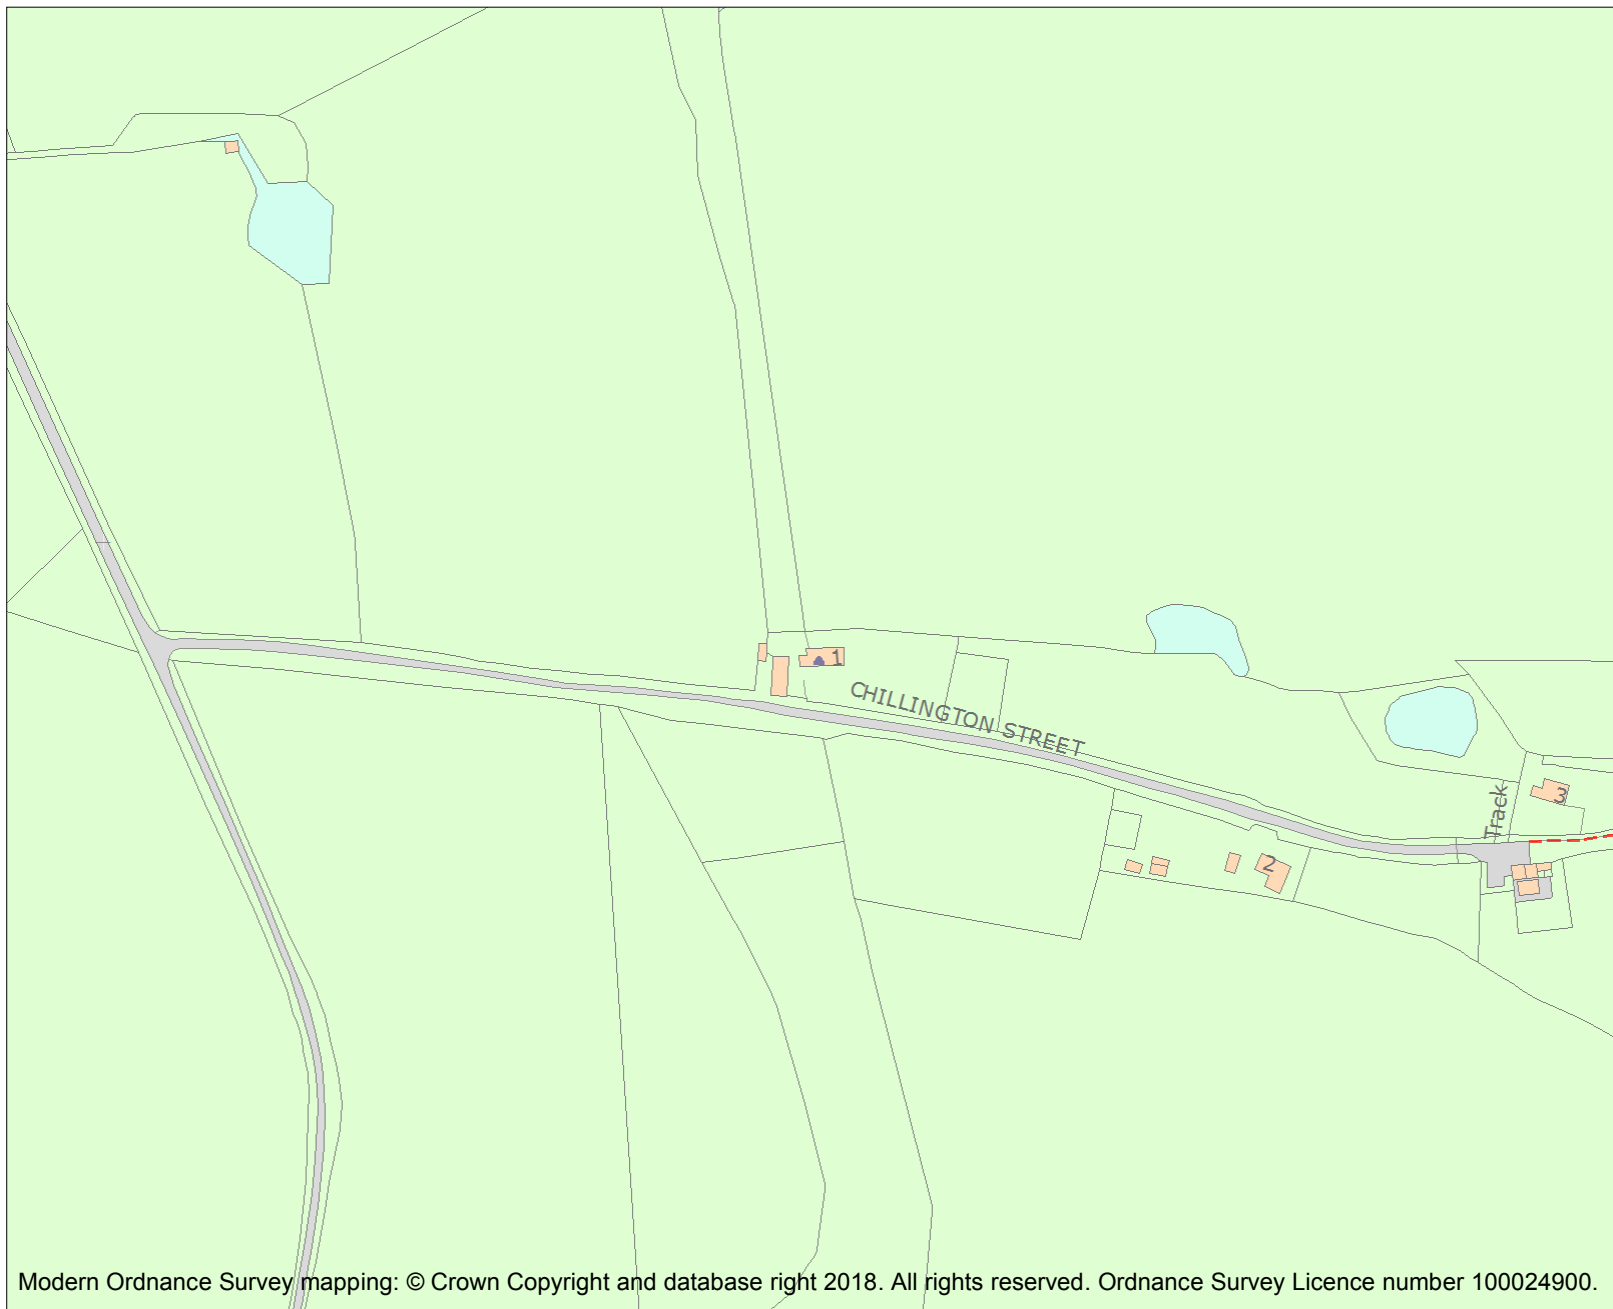 1
CHILLINGTON STREET
Track
3
2
Modern Ordnance Survey mapping: © Crown Copyright and database right 2018. All rights reserved. Ordnance Survey Licence number 100024900.